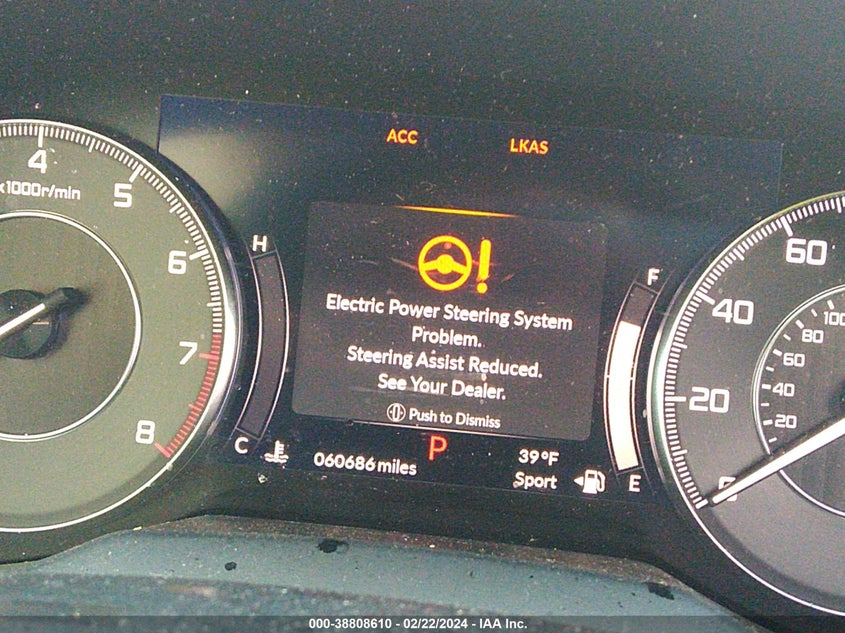 ACC LKAS
4
x1000r/min
5
6
7
8
H
C
Electric Power Steering System
Problem.
Steering Assist Reduced.
See Your Dealer.
Push to Dismiss
060686 miles
P
39°F
Sport
F
E
60
40
20
0
100
80
60
40
20
000-38808610 / 02/22/2024 - IAA Inc.